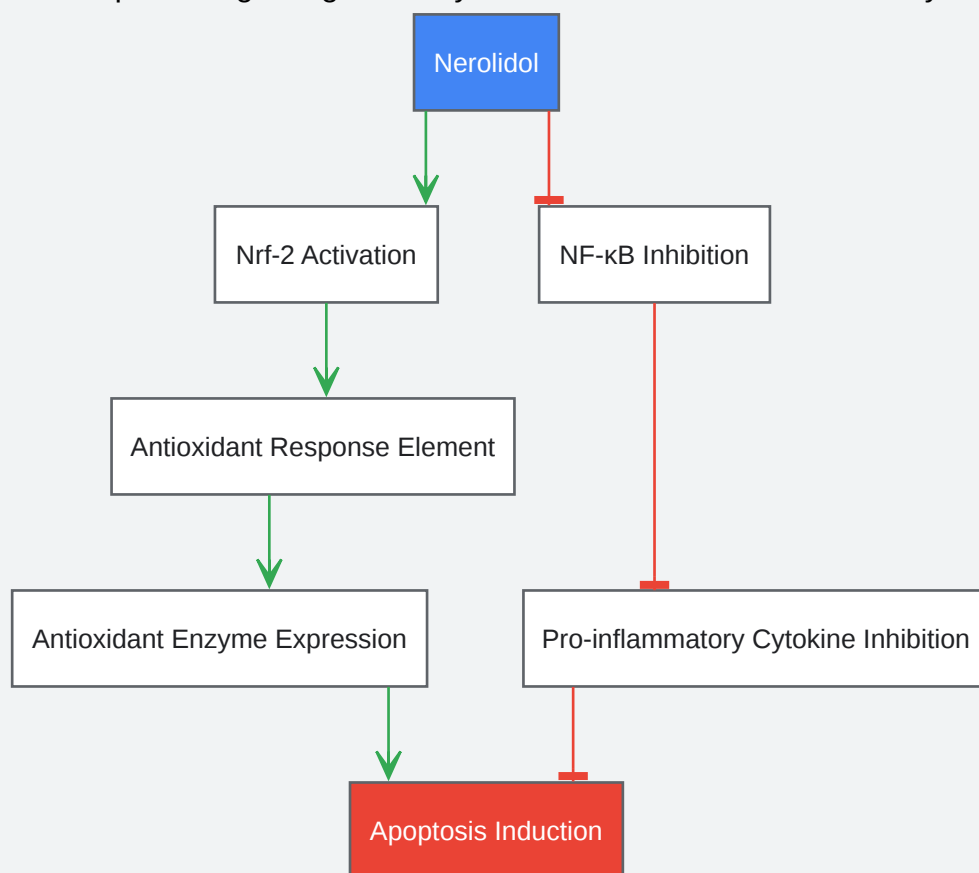 Nerolidol
Nrf-2 Activation
NF-κB Inhibition
Antioxidant Response Element
Antioxidant Enzyme Expression
Pro-inflammatory Cytokine Inhibition
Apoptosis Induction